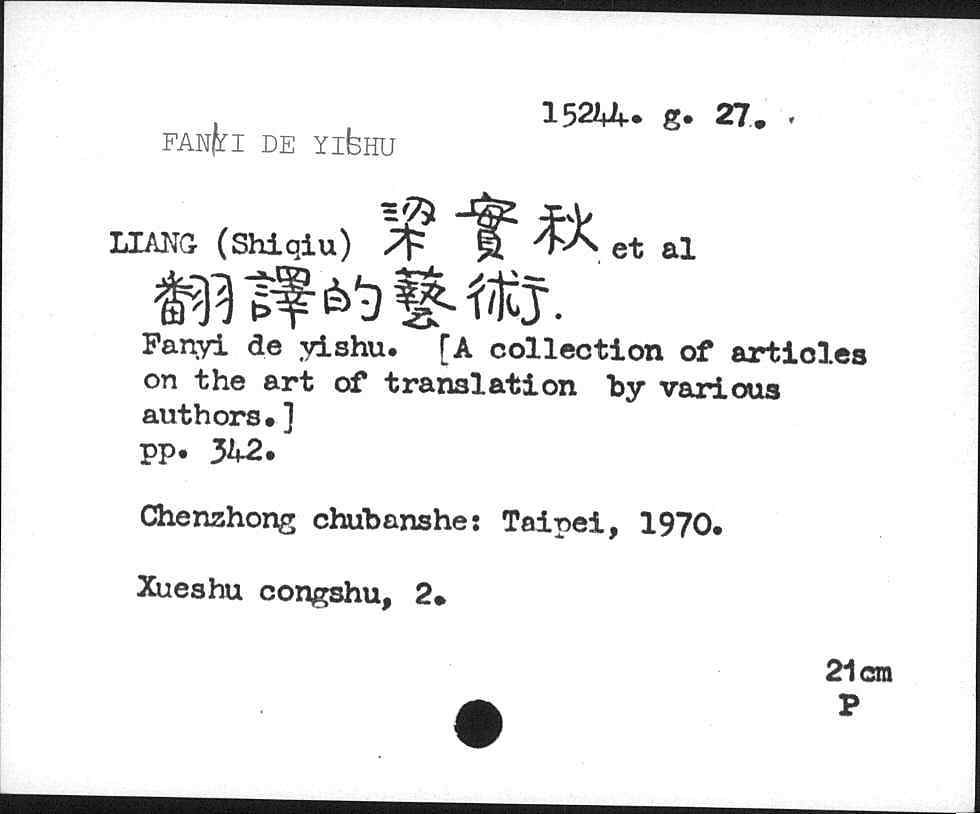 15244. g. 27.
FANYI DE YISHU
LIANG (Shiqiu) 梁實秋 et al
翻譯的藝術.
Fanyi de yishu. [A collection of articles
on the art of translation by various
authors.]
pp. 342.
Chenzhong chubanshe: Taipei, 1970.
Xueshu congshu, 2.
21cm
P